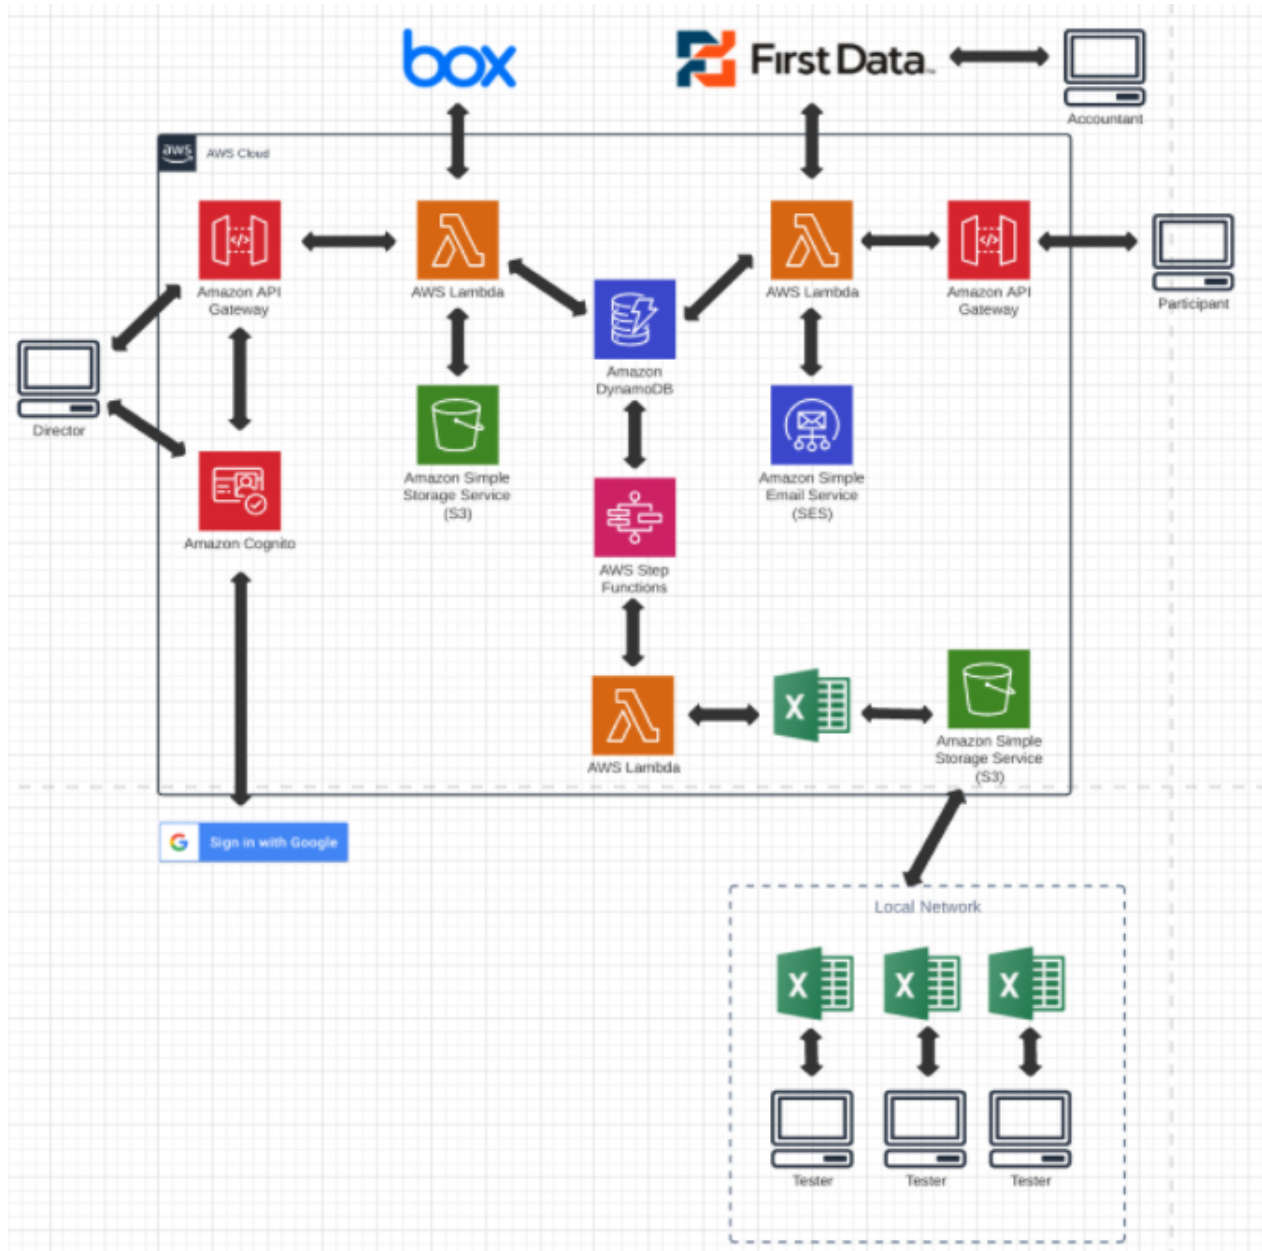 box
First Data
Accountant
aws
AWS Cloud
Amazon API
Gateway
AWS Lambda
AWS Lambda
Amazon API
Gateway
Participant
Amazon
DynamoDB
Director
Amazon Simple
Storage Service
(S3)
Amazon Simple
Email Service
(SES)
Amazon Cognito
AWS Step
Functions
AWS Lambda
X
Amazon Simple
Storage Service
(S3)
G
Sign in with Google
Local Network
X
X
X
Tester
Tester
Tester